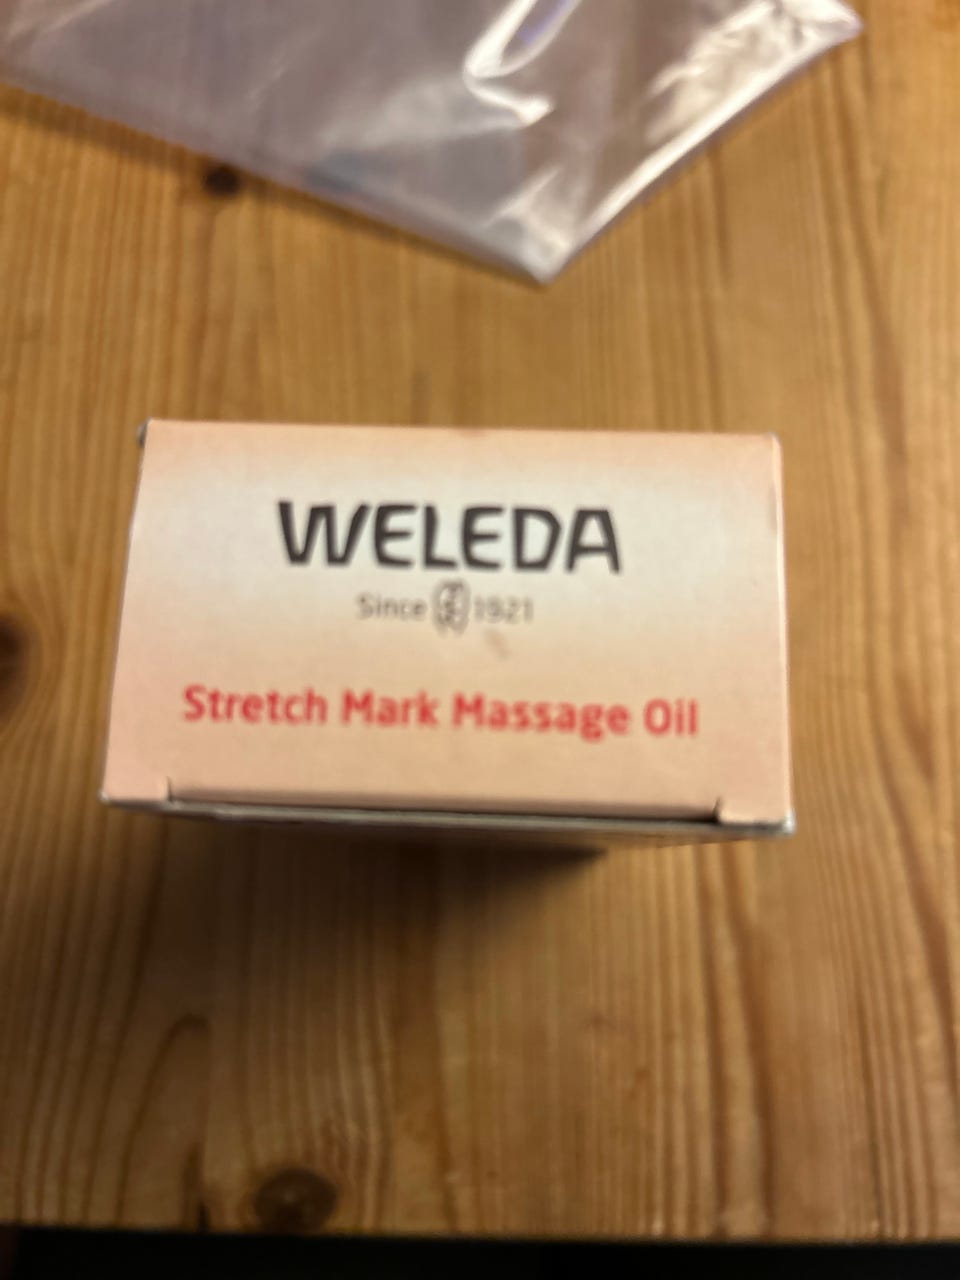 WELEDA
Since 1921
Stretch Mark Massage Oil